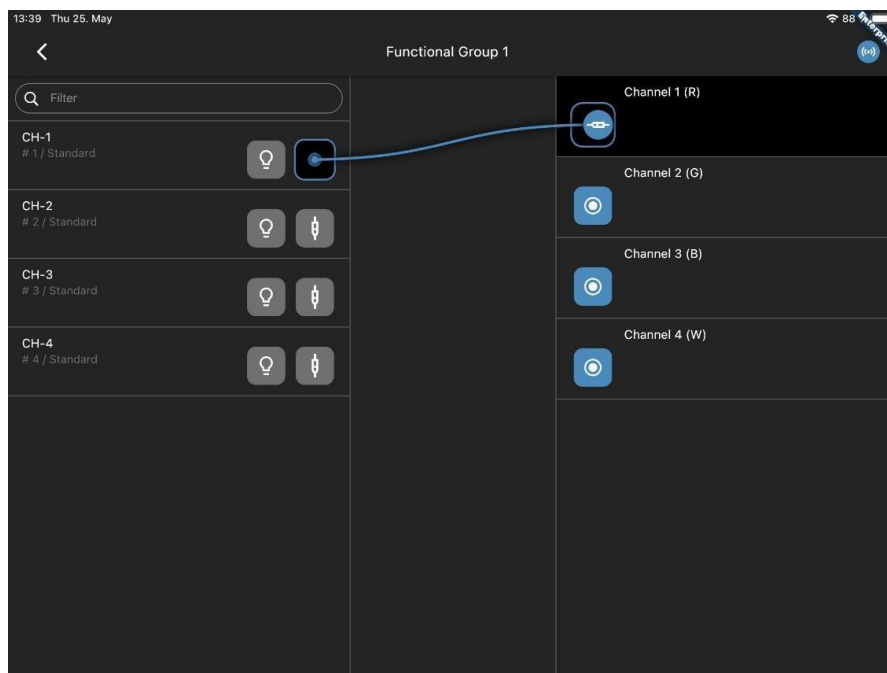 13:39 Thu 25. May
88
Functional Group 1
Filter
CH-1
# 1 / Standard
CH-2
# 2 / Standard
CH-3
# 3 / Standard
CH-4
# 4 / Standard
Channel 1 (R)
Channel 2 (G)
Channel 3 (B)
Channel 4 (W)